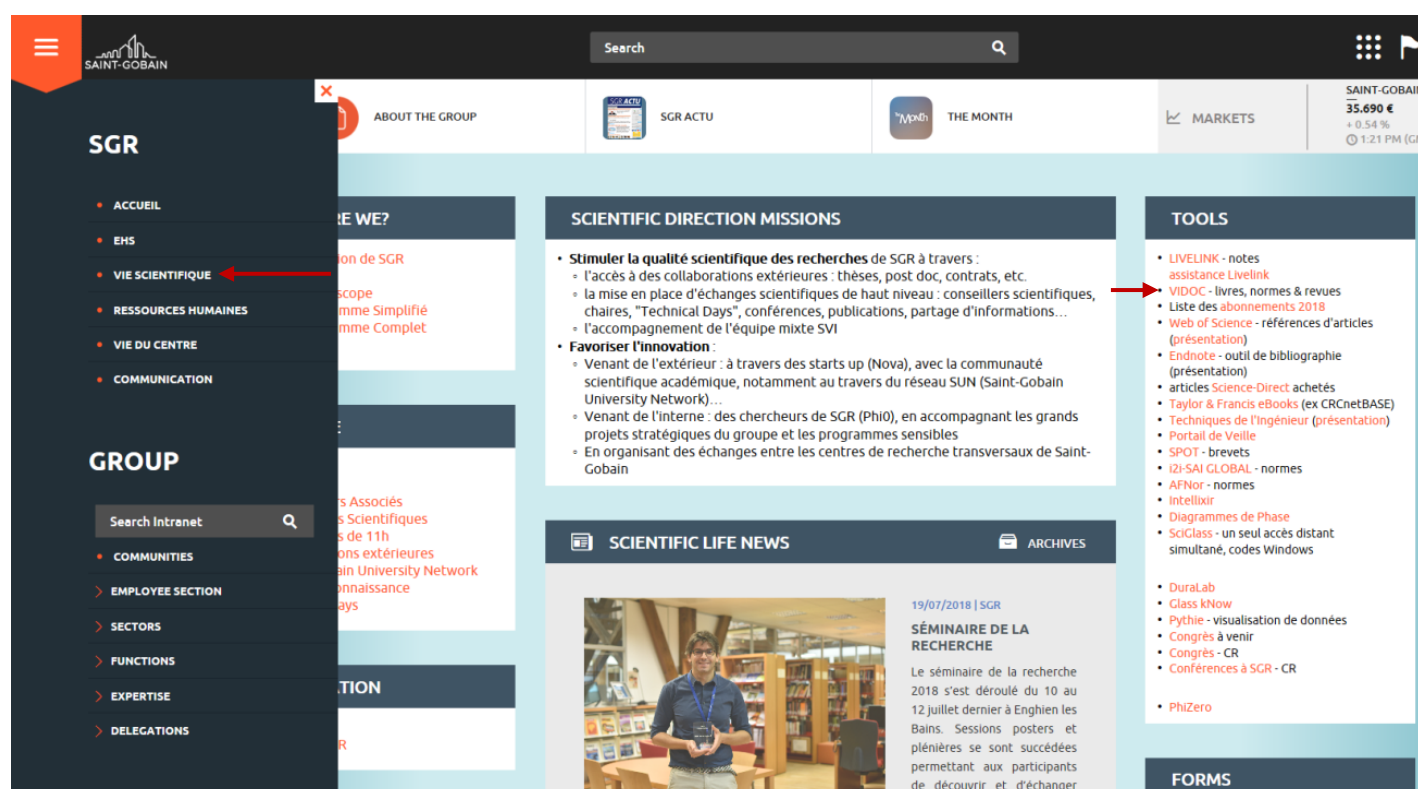 SAINT-GOBAIN
Search
SGR
ACCUEIL
EHS
VIE SCIENTIFIQUE
RESSOURCES HUMAINES
VIE DU CENTRE
COMMUNICATION
GROUP
Search Intranet
COMMUNITIES
EMPLOYEE SECTION
SECTORS
FUNCTIONS
EXPERTISE
DELEGATIONS
ABOUT THE GROUP
SGR ACTU
SGR ACTU
The Month
THE MONTH
MARKETS
SAINT-GOBAIN
35.690 €
+ 0.54 %
1:21 PM (G
RE WE?
ion de SGR
scope
mme Simplifié
mme Complet
E
rs Associés
s Scientifiques
s de 11h
ons extérieures
ain University Network
onnaissance
ays
TION
R
SCIENTIFIC DIRECTION MISSIONS
• Stimuler la qualité scientifique des recherches de SGR à travers :
◦ l'accès à des collaborations extérieures : thèses, post doc, contrats, etc.
◦ la mise en place d'échanges scientifiques de haut niveau : conseillers scientifiques,
chaires, "Technical Days", conférences, publications, partage d'informations…
◦ l'accompagnement de l'équipe mixte SVI
• Favoriser l'innovation :
◦ Venant de l'extérieur : à travers des starts up (Nova), avec la communauté
scientifique académique, notamment au travers du réseau SUN (Saint-Gobain
University Network)…
◦ Venant de l'interne : des chercheurs de SGR (Phi0), en accompagnant les grands
projets stratégiques du groupe et les programmes sensibles
◦ En organisant des échanges entre les centres de recherche transversaux de Saint-
Gobain
SCIENTIFIC LIFE NEWS
ARCHIVES
19/07/2018 | SGR
SÉMINAIRE DE LA
RECHERCHE
Le séminaire de la recherche
2018 s'est déroulé du 10 au
12 juillet dernier à Enghien les
Bains. Sessions posters et
plénières se sont succédées
permettant aux participants
de découvrir et d'échanger
TOOLS
• LIVELINK - notes
assistance Livelink
• VIDOC - livres, normes & revues
• Liste des abonnements 2018
• Web of Science - références d'articles
(présentation)
• Endnote - outil de bibliographie
(présentation)
• articles Science-Direct achetés
• Taylor & Francis eBooks (ex CRCnetBASE)
• Techniques de l'Ingénieur (présentation)
• Portail de Veille
• SPOT - brevets
• i2i-SAI GLOBAL - normes
• AFNor - normes
• Intellixir
• Diagrammes de Phase
• SciGlass - un seul accès distant
simultané, codes Windows
• DuraLab
• Glass kNow
• Pythie - visualisation de données
• Congrès à venir
• Congrès - CR
• Conférences à SGR - CR
• PhiZero
FORMS